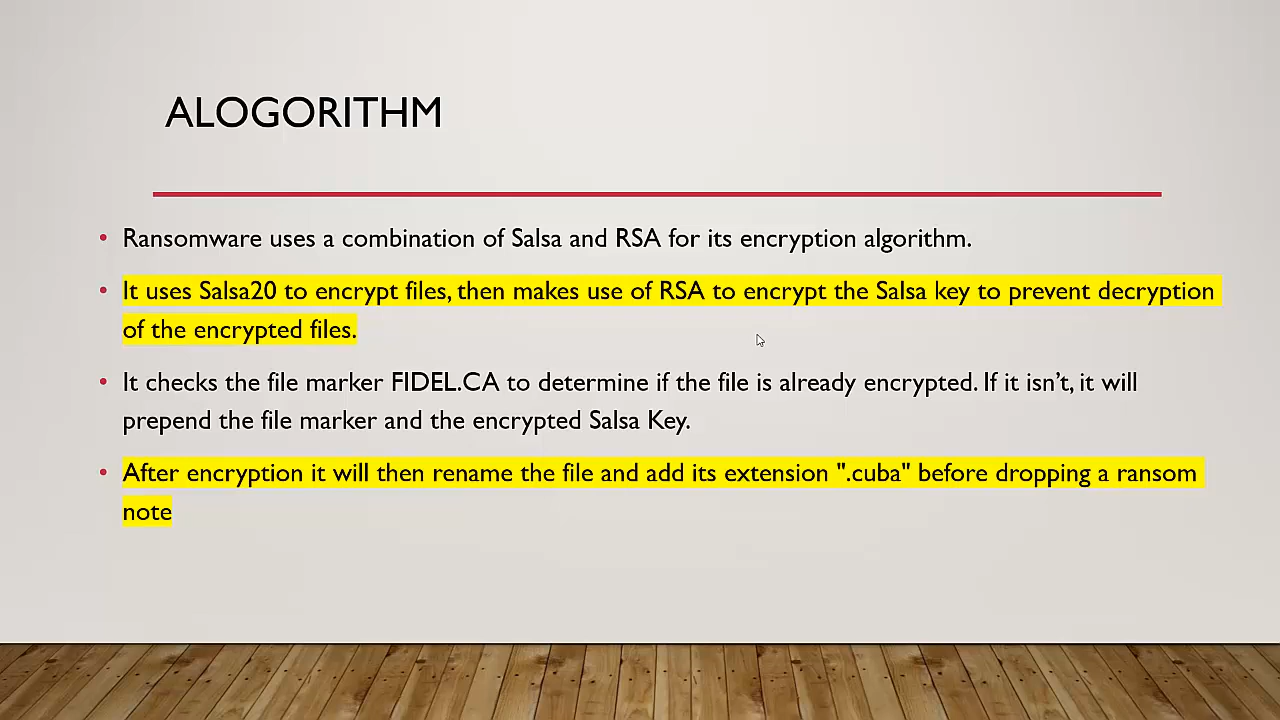 ALOGORITHM
• Ransomware uses a combination of Salsa and RSA for its encryption algorithm.
• It uses Salsa20 to encrypt files, then makes use of RSA to encrypt the Salsa key to prevent decryption
of the encrypted files.
• It checks the file marker FIDEL.CA to determine if the file is already encrypted. If it isn’t, it will
prepend the file marker and the encrypted Salsa Key.
• After encryption it will then rename the file and add its extension ".cuba" before dropping a ransom
note